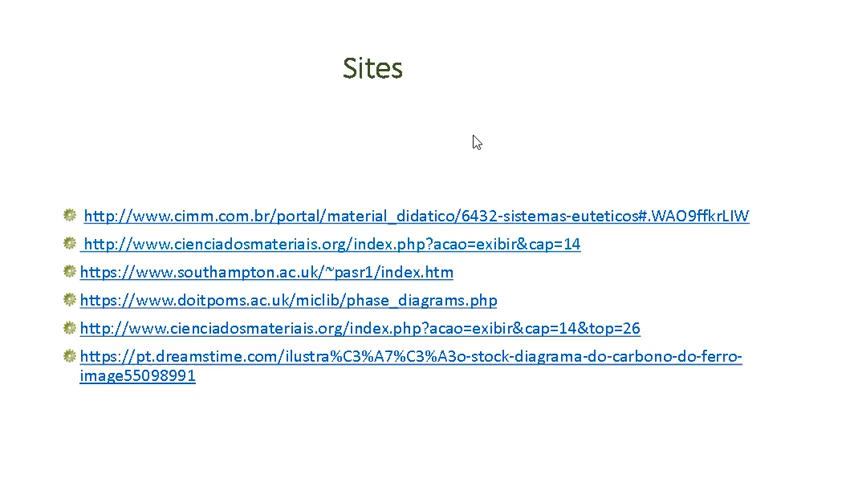 Sites
http://www.cimm.com.br/portal/material_didatico/6432-sistemas-euteticos#.WAO9ffkrLIW
http://www.cienciadosmateriais.org/index.php?acao=exibir&cap=14
https://www.southampton.ac.uk/~pasr1/index.htm
https://www.doitpoms.ac.uk/miclib/phase_diagrams.php
http://www.cienciadosmateriais.org/index.php?acao=exibir&cap=14&top=26
https://pt.dreamstime.com/ilustra%C3%A7%C3%A3o-stock-diagrama-do-carbono-do-ferro-
image55098991